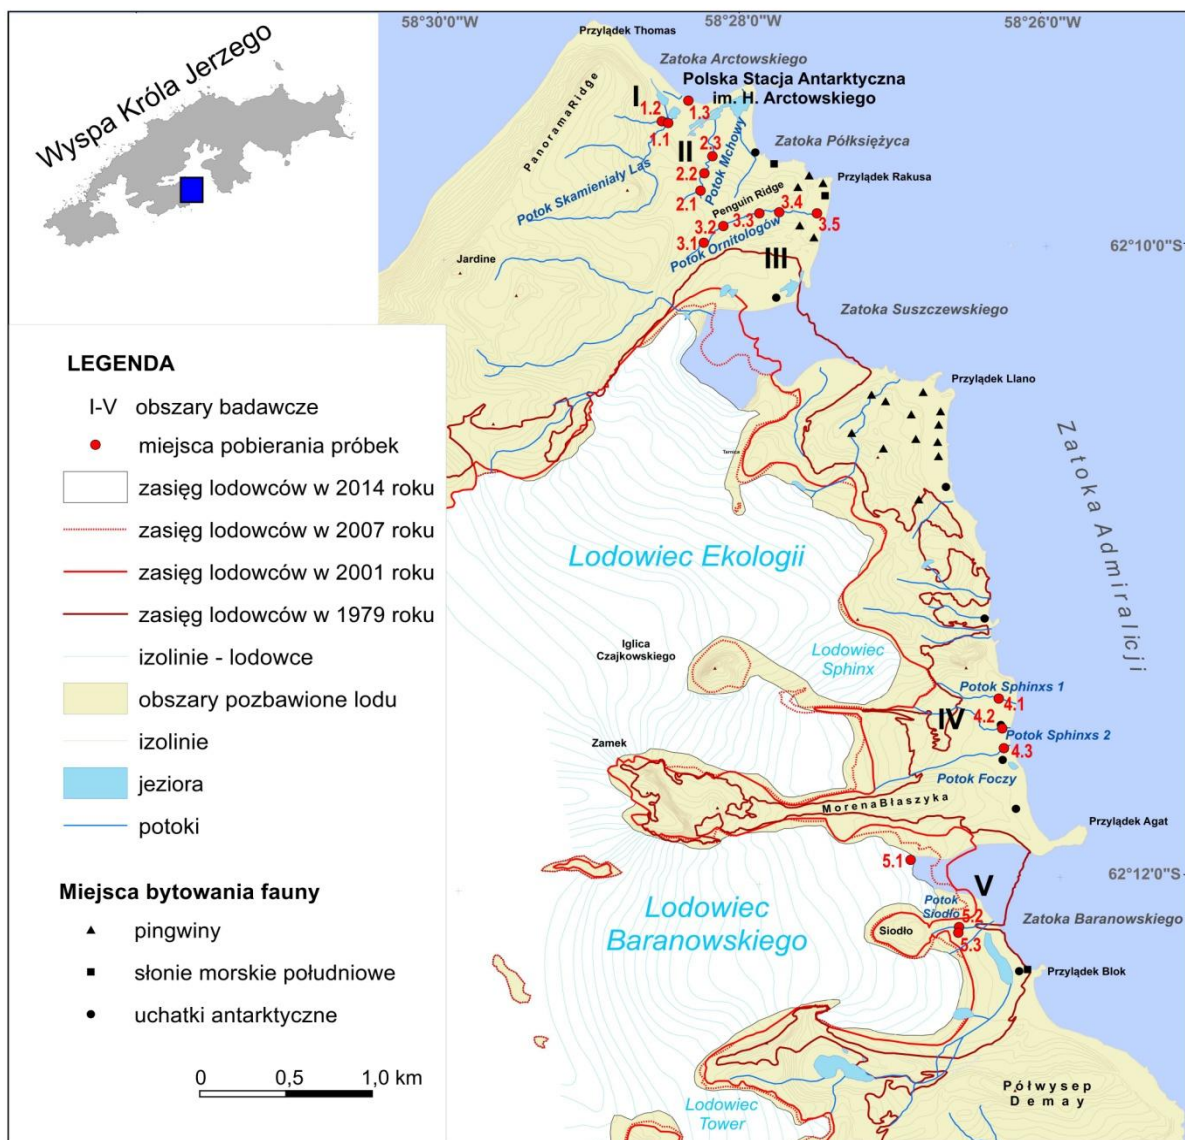 58°30'0"W
58°28'0"W
58°26'0"W
Wyspa Króla Jerzego
Przylądek Thomas
Zatoka Arctowskiego
Polska Stacja Antarktyczna
im. H. Arctowskiego
PanoramaRidge
I
1.2
1.3
1.1
II
2.3
Potok Mchowy
Zatoka Półksiężyca
2.2
2.1
Potok Skamieniały Las
Przylądek Rakusa
Penguin Ridge
3.4
3.3
3.2
3.5
3.1
Potok Ornitologów
62°10'0"S
III
Jardine
Zatoka Suszczewskiego
Przylądek Llano
Zatoka Admiralicji
Lodowiec Ekologii
Iglica
Czajkowskiego
Lodowiec
Sphinx
Potok Sphinxs 1
4.1
IV
4.2
Potok Sphinxs 2
4.3
Zamek
Potok Foczy
MorenaBłaszyka
Przylądek Agat
5.1
62°12'0"S
V
Potok
Siodło
5.2
Zatoka Baranowskiego
Lodowiec
Baranowskiego
Siodło
5.3
Przylądek Blok
Półwysep
Demay
Lodowiec
Tower
LEGENDA
I-V obszary badawcze
miejsca pobierania próbek
zasięg lodowców w 2014 roku
zasięg lodowców w 2007 roku
zasięg lodowców w 2001 roku
zasięg lodowców w 1979 roku
izolinie - lodowce
obszary pozbawione lodu
izolinie
jeziora
potoki
Miejsca bytowania fauny
pingwiny
słonie morskie południowe
uchatki antarktyczne
0 0,5 1,0 km